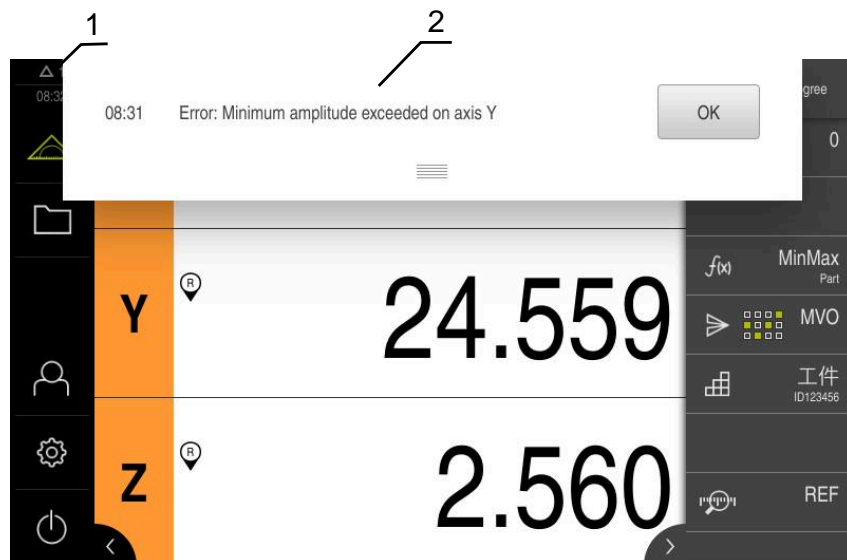 1
2
08:32
08:31
Error: Minimum amplitude exceeded on axis Y
OK
gree
0
f(x)
MinMax
Part
Y
R
24.559
MVO
工件
ID123456
Z
R
2.560
REF